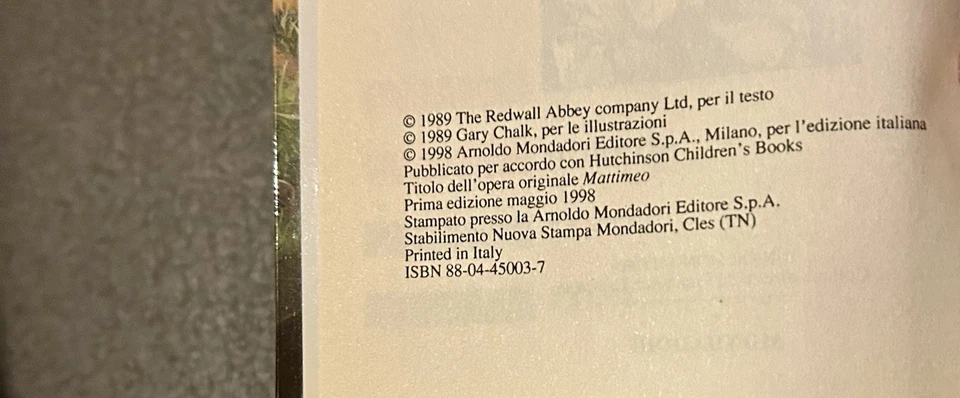 © 1989 The Redwall Abbey company Ltd, per il testo
© 1989 Gary Chalk, per le illustrazioni
© 1998 Arnoldo Mondadori Editore S.p.A., Milano, per l'edizione italiana
Pubblicato per accordo con Hutchinson Children's Books
Titolo dell'opera originale Mattimeo
Prima edizione maggio 1998
Stampato presso la Arnoldo Mondadori Editore S.p.A.
Stabilimento Nuova Stampa Mondadori, Cles (TN)
Printed in Italy
ISBN 88-04-45003-7